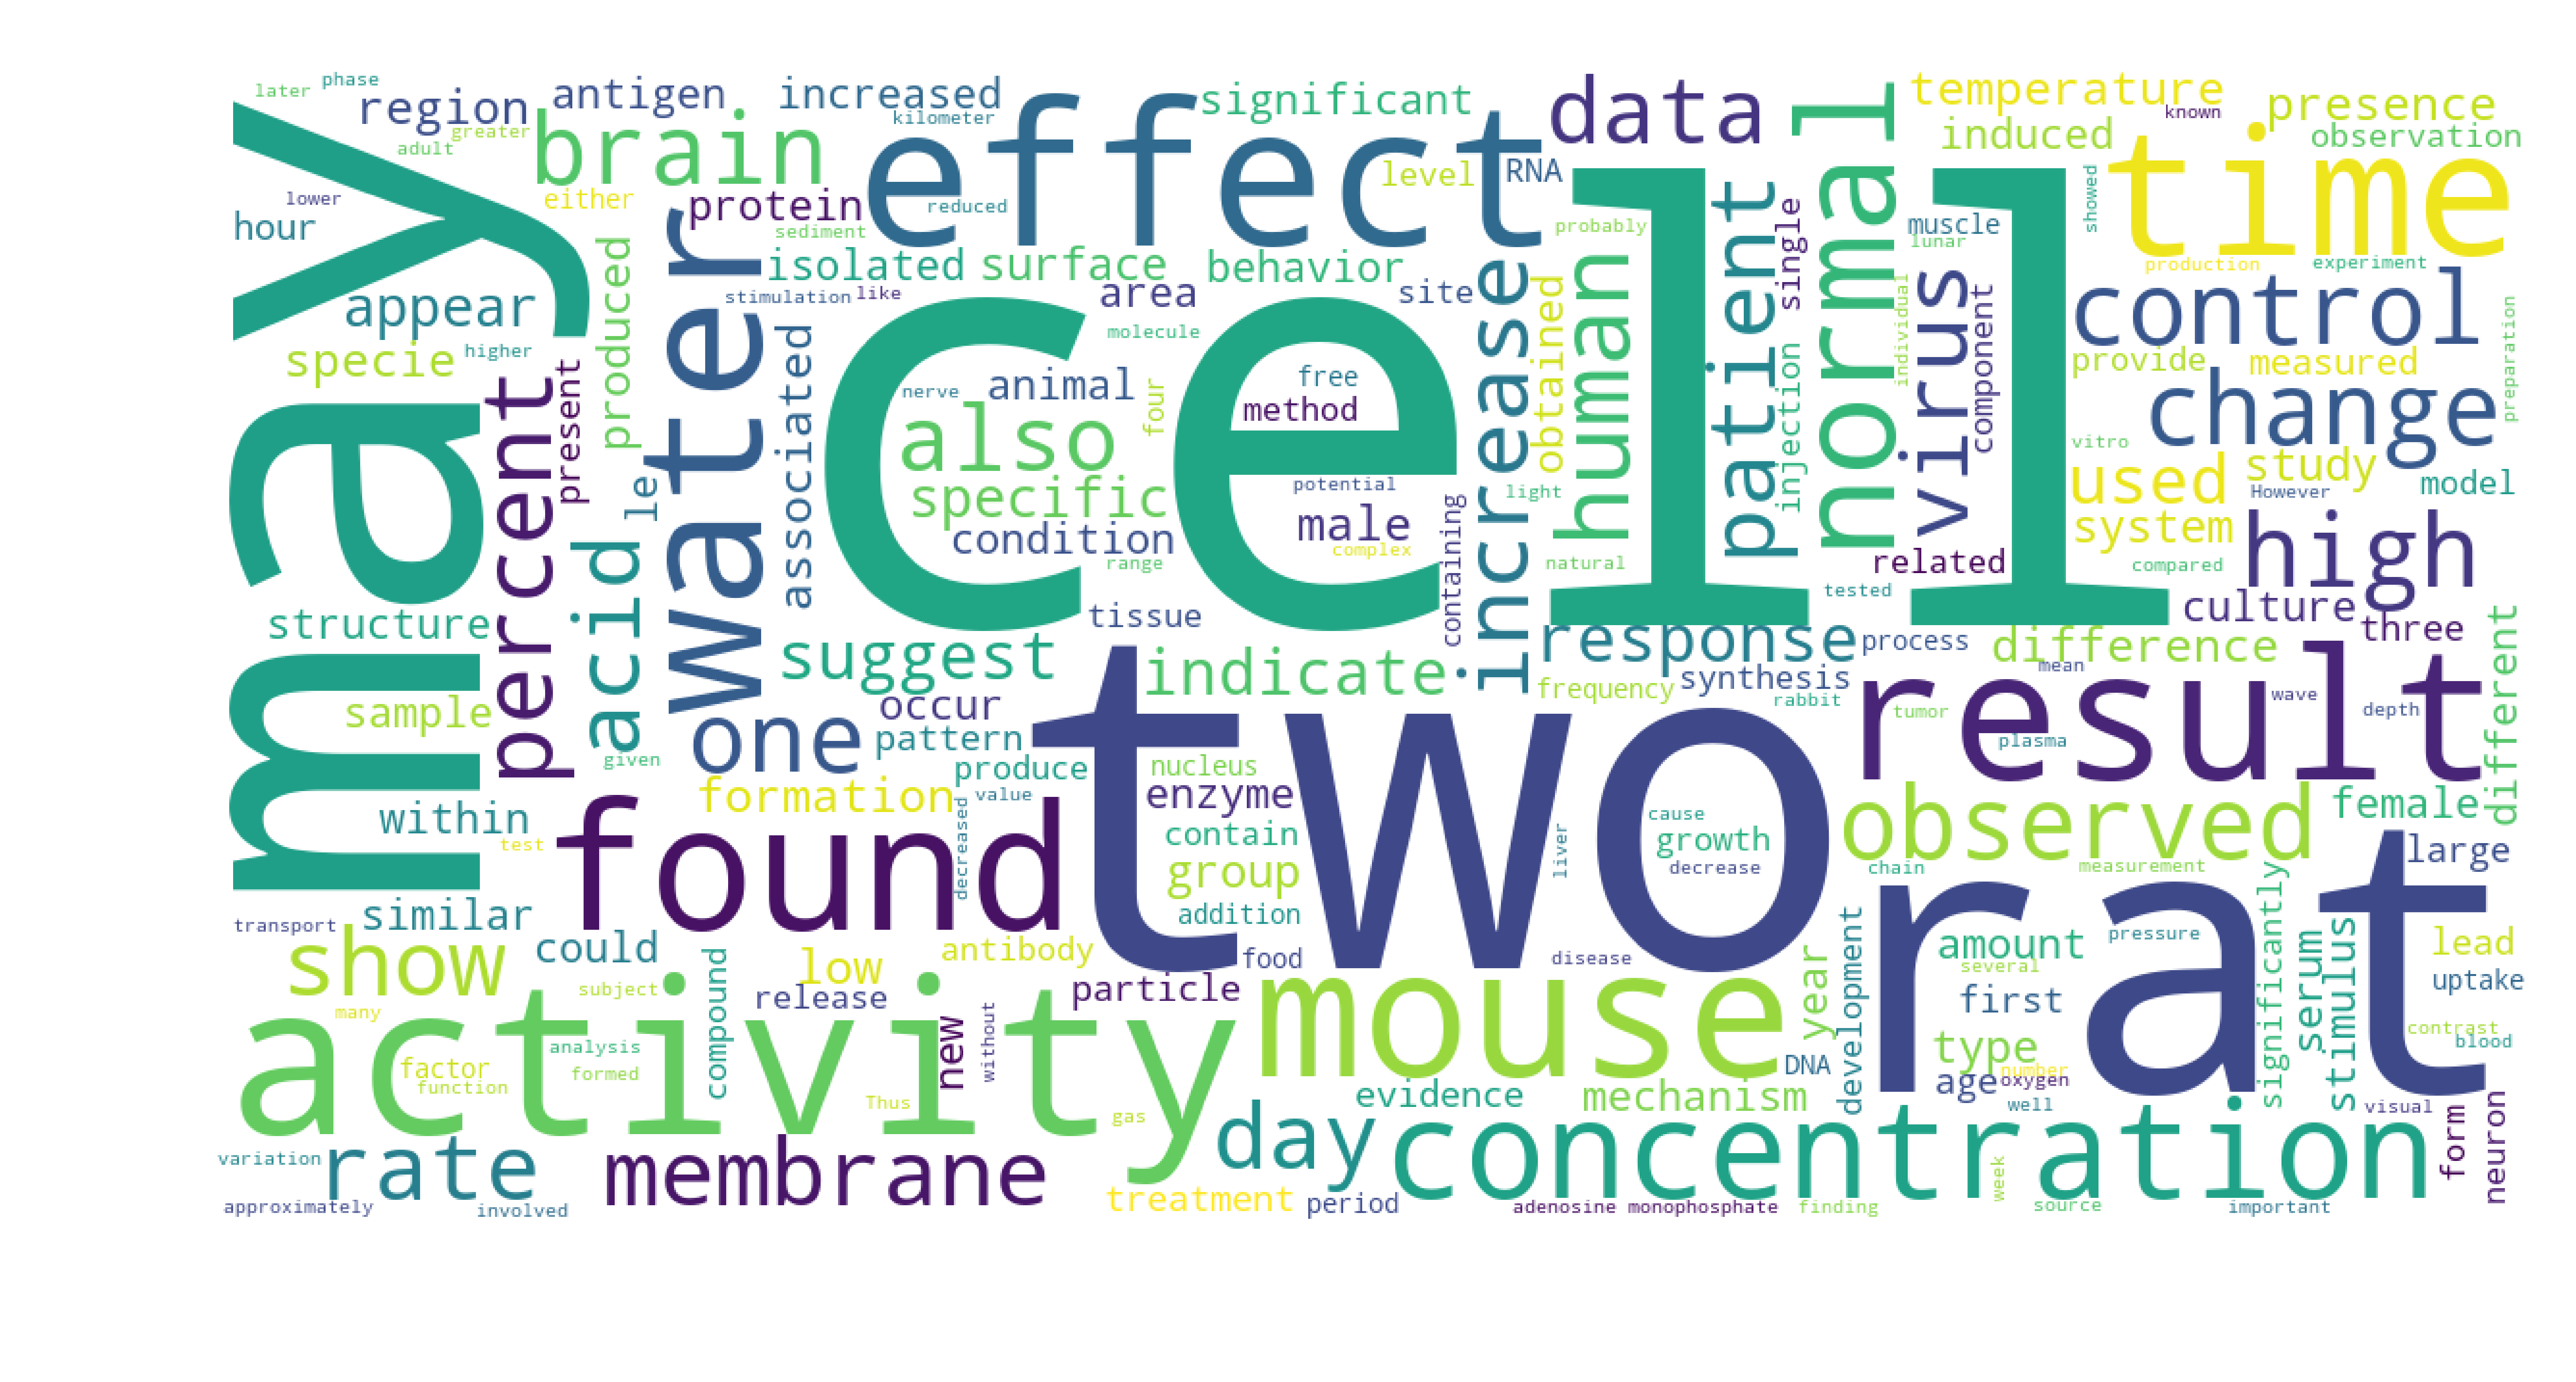 later
phase
region
antigen
increased
kilometer
significant
data
normal
temperature
known
presence
greater
adult
brain
effect
level
RNA
induced
time
observation
lower
hour
either
protein
reduced
sediment
probably
patient
single
muscle
lunar
showed
may
water
isolated
surface
behavior
human
production
experiment
appear
produced
stimulation
like
area
site
increase
obtained
individual
virus
component
control
specie
higher
present
associated
molecule
cell
nerve
animal
four
free
method
injection
provide
measured
preparation
percent
le
also
specific
potential
light
vitro
change
used
study
However
model
acid
condition
male
complex
range
containing
natural
related
system
compared
high
structure
tissue
tested
culture
three
suggest
indicate
response
process
difference
mean
different
sample
occur
frequency
synthesis
rabbit
tumor
wave
depth
given
one
pattern
two
result
plasma
formation
produce
value
nucleus
enzyme
within
test
found
decreased
contain
group
liver
cause
growth
decrease
observed
female
large
chain
measurement
transport
similar
addition
rat
show
could
low
antibody
food
disease
year
development
amount
pressure
significantly
serum
stimulus
lead
many
subject
compound
release
particle
mouse
several
first
uptake
activity
factor
function
analysis
formed
new
without
DNA
type
age
number
oxygen
contrast
blood
Thus
gas
evidence
mechanism
well
visual
variation
rate
membrane
day
concentration
form
neuron
approximately
involved
treatment
period
adenosine monophosphate
finding
week
source
important